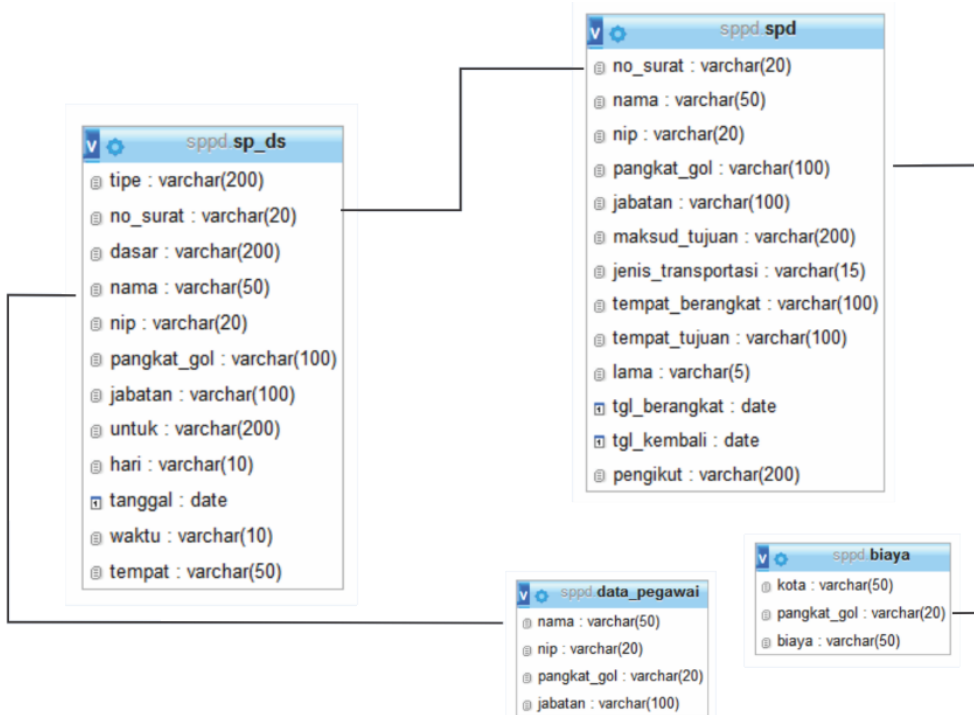 sppd.spd
no_surat : varchar(20)
nama : varchar(50)
nip : varchar(20)
pangkat_gol : varchar(100)
jabatan : varchar(100)
maksud_tujuan : varchar(200)
jenis_transportasi : varchar(15)
tempat_berangkat : varchar(100)
tempat_tujuan : varchar(100)
lama : varchar(5)
tgl_berangkat : date
tgl_kembali : date
pengikut : varchar(200)
sppd.sp_ds
tipe : varchar(200)
no_surat : varchar(20)
dasar : varchar(200)
nama : varchar(50)
nip : varchar(20)
pangkat_gol : varchar(100)
jabatan : varchar(100)
untuk : varchar(200)
hari : varchar(10)
tanggal : date
waktu : varchar(10)
tempat : varchar(50)
sppd.data_pegawai
nama : varchar(50)
nip : varchar(20)
pangkat_gol : varchar(20)
jabatan : varchar(100)
sppd.biaya
kota : varchar(50)
pangkat_gol : varchar(20)
biaya : varchar(50)